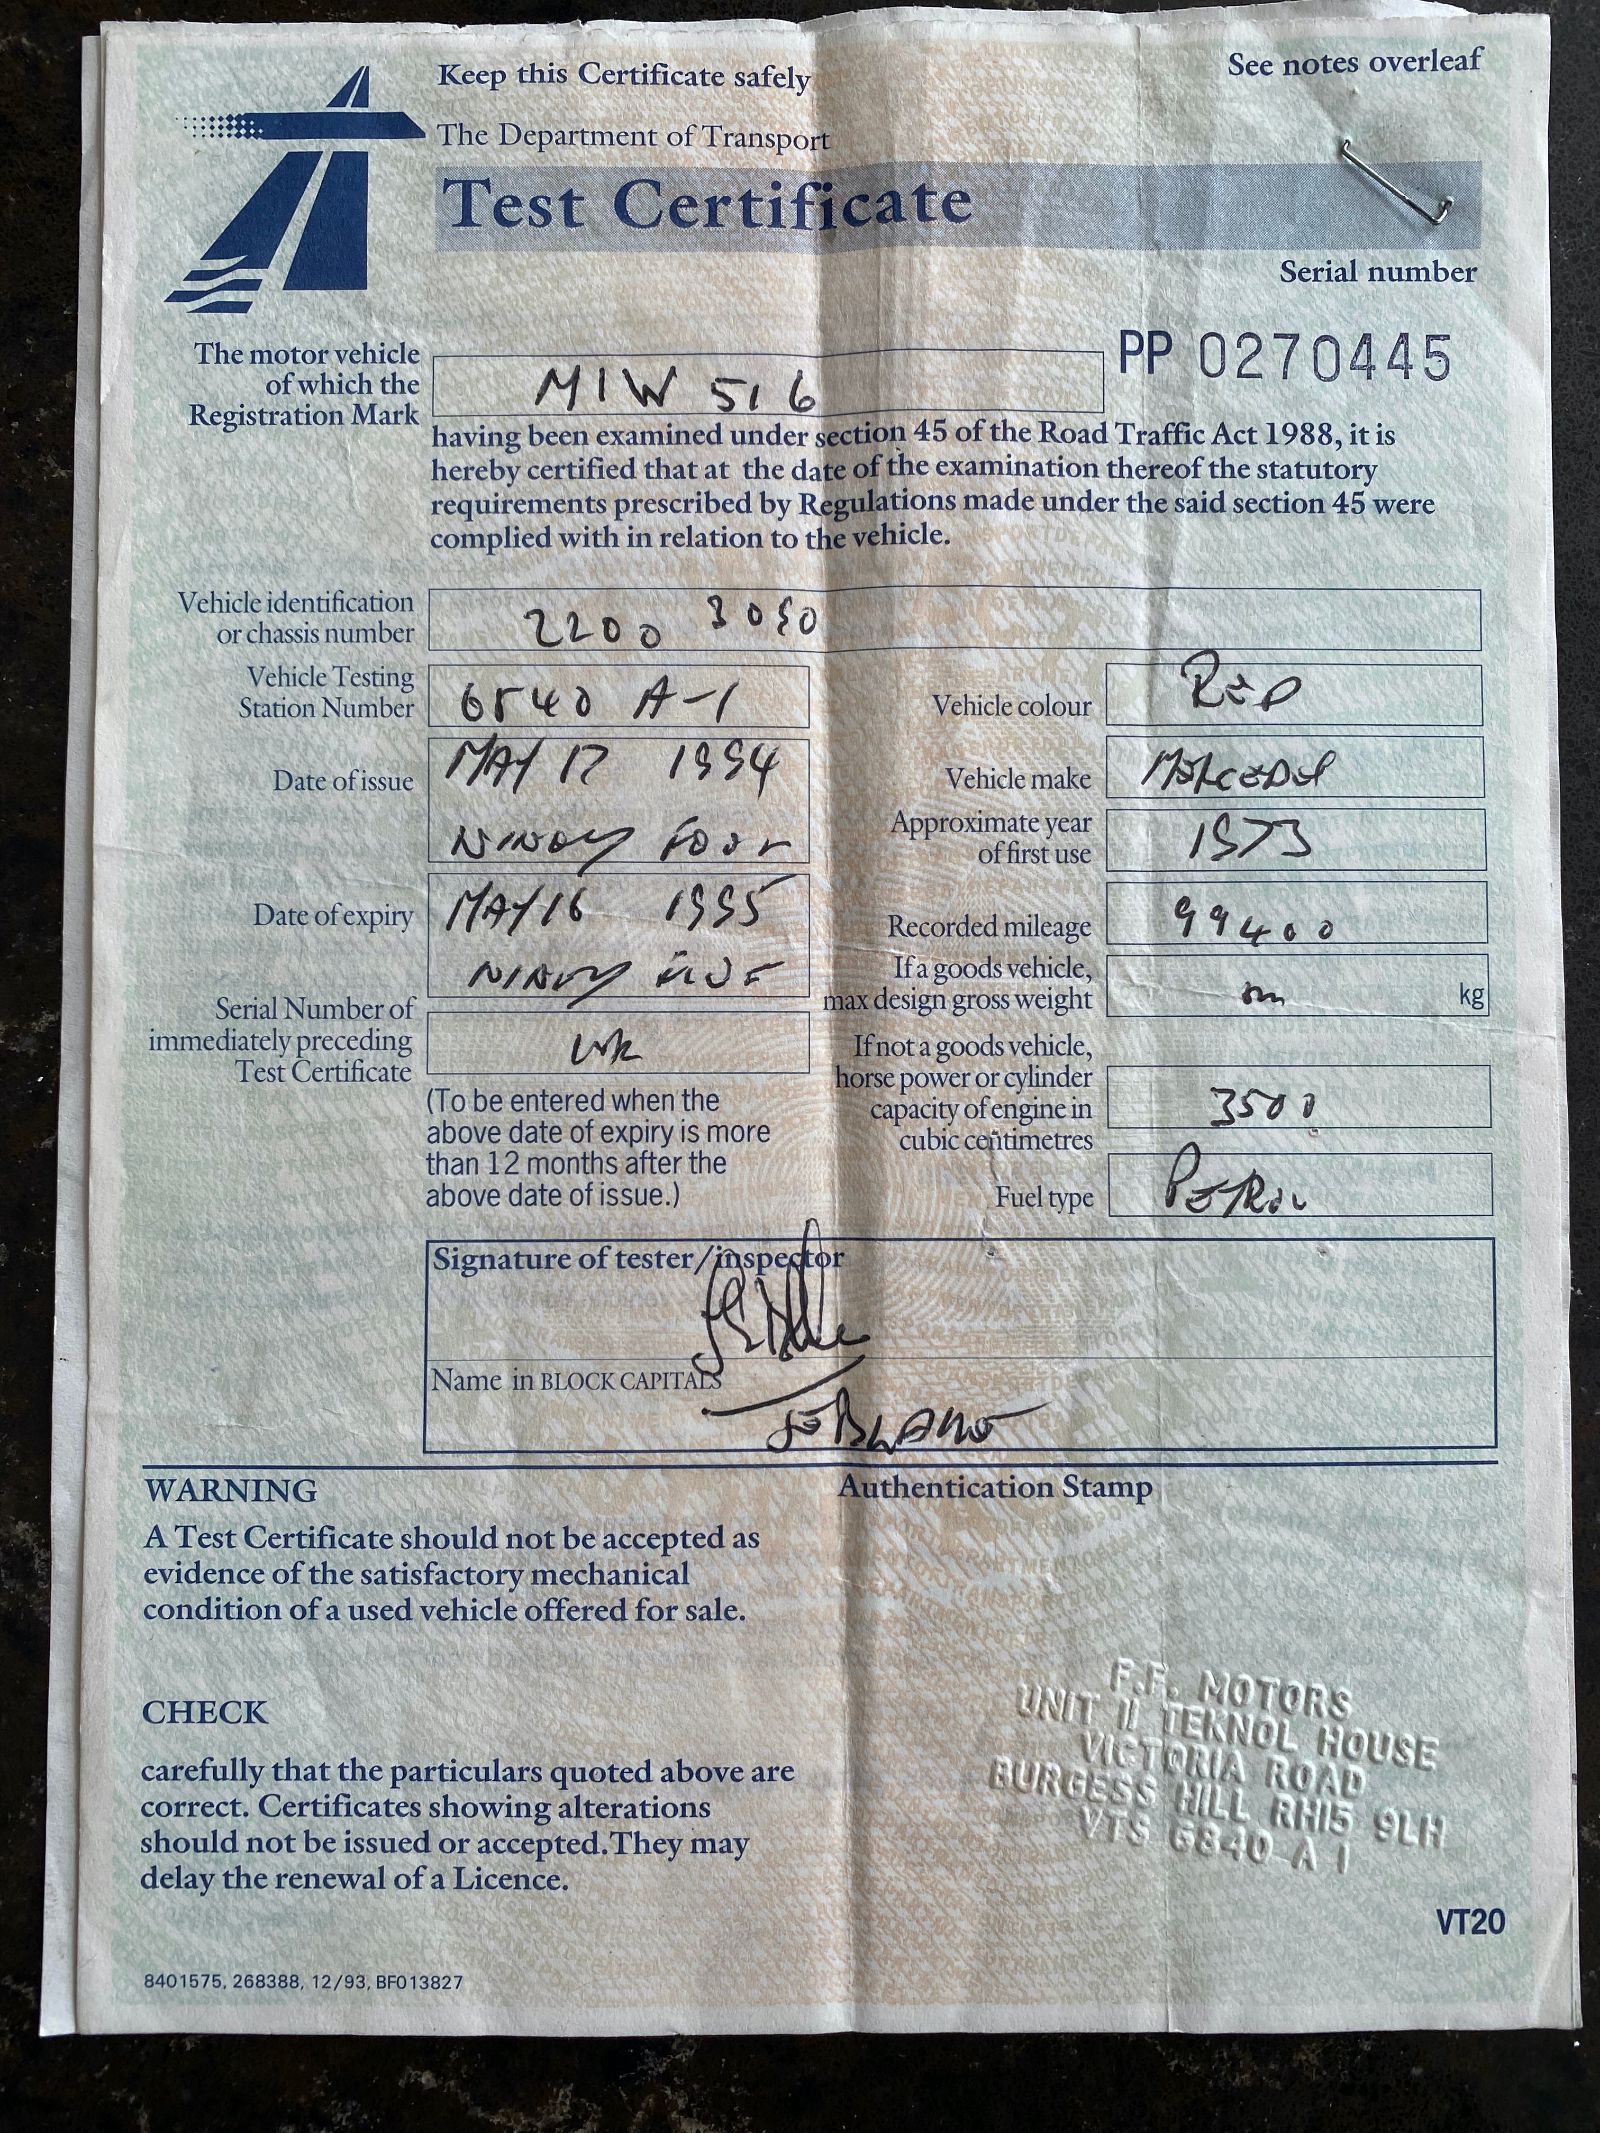 Keep this Certificate safely
See notes overleaf
The Department of Transport
Test Certificate
Serial number
PP 0270445
The motor vehicle
of which the
Registration Mark
MIW 516
having been examined under section 45 of the Road Traffic Act 1988, it is
hereby certified that at the date of the examination thereof the statutory
requirements prescribed by Regulations made under the said section 45 were
complied with in relation to the vehicle.
Vehicle identification
or chassis number
2200 3050
Vehicle Testing
Station Number
6840 A-1
Vehicle colour
RED
Date of issue
MAY 17 1994
NINETY FOUR
Vehicle make
MERCEDES
Approximate year
of first use
1973
Date of expiry
MAY 16 1995
NINETY FIVE
Recorded mileage
99400
If a goods vehicle,
max design gross weight
kg
Serial Number of
immediately preceding
Test Certificate
(To be entered when the
above date of expiry is more
than 12 months after the
above date of issue.)
If not a goods vehicle,
horse power or cylinder
capacity of engine in
cubic centimetres
3500
Fuel type
PETROL
Signature of tester/inspector
Name in BLOCK CAPITALS
WARNING
A Test Certificate should not be accepted as
evidence of the satisfactory mechanical
condition of a used vehicle offered for sale.
Authentication Stamp
CHECK
carefully that the particulars quoted above are
correct. Certificates showing alterations
should not be issued or accepted. They may
delay the renewal of a Licence.
F.F. MOTORS
UNIT 11 TEKNOL HOUSE
VICTORIA ROAD
BURGESS HILL RH15 9LH
VTS 6840 A 1
VT20
8401575, 268388, 12/93, BF013827